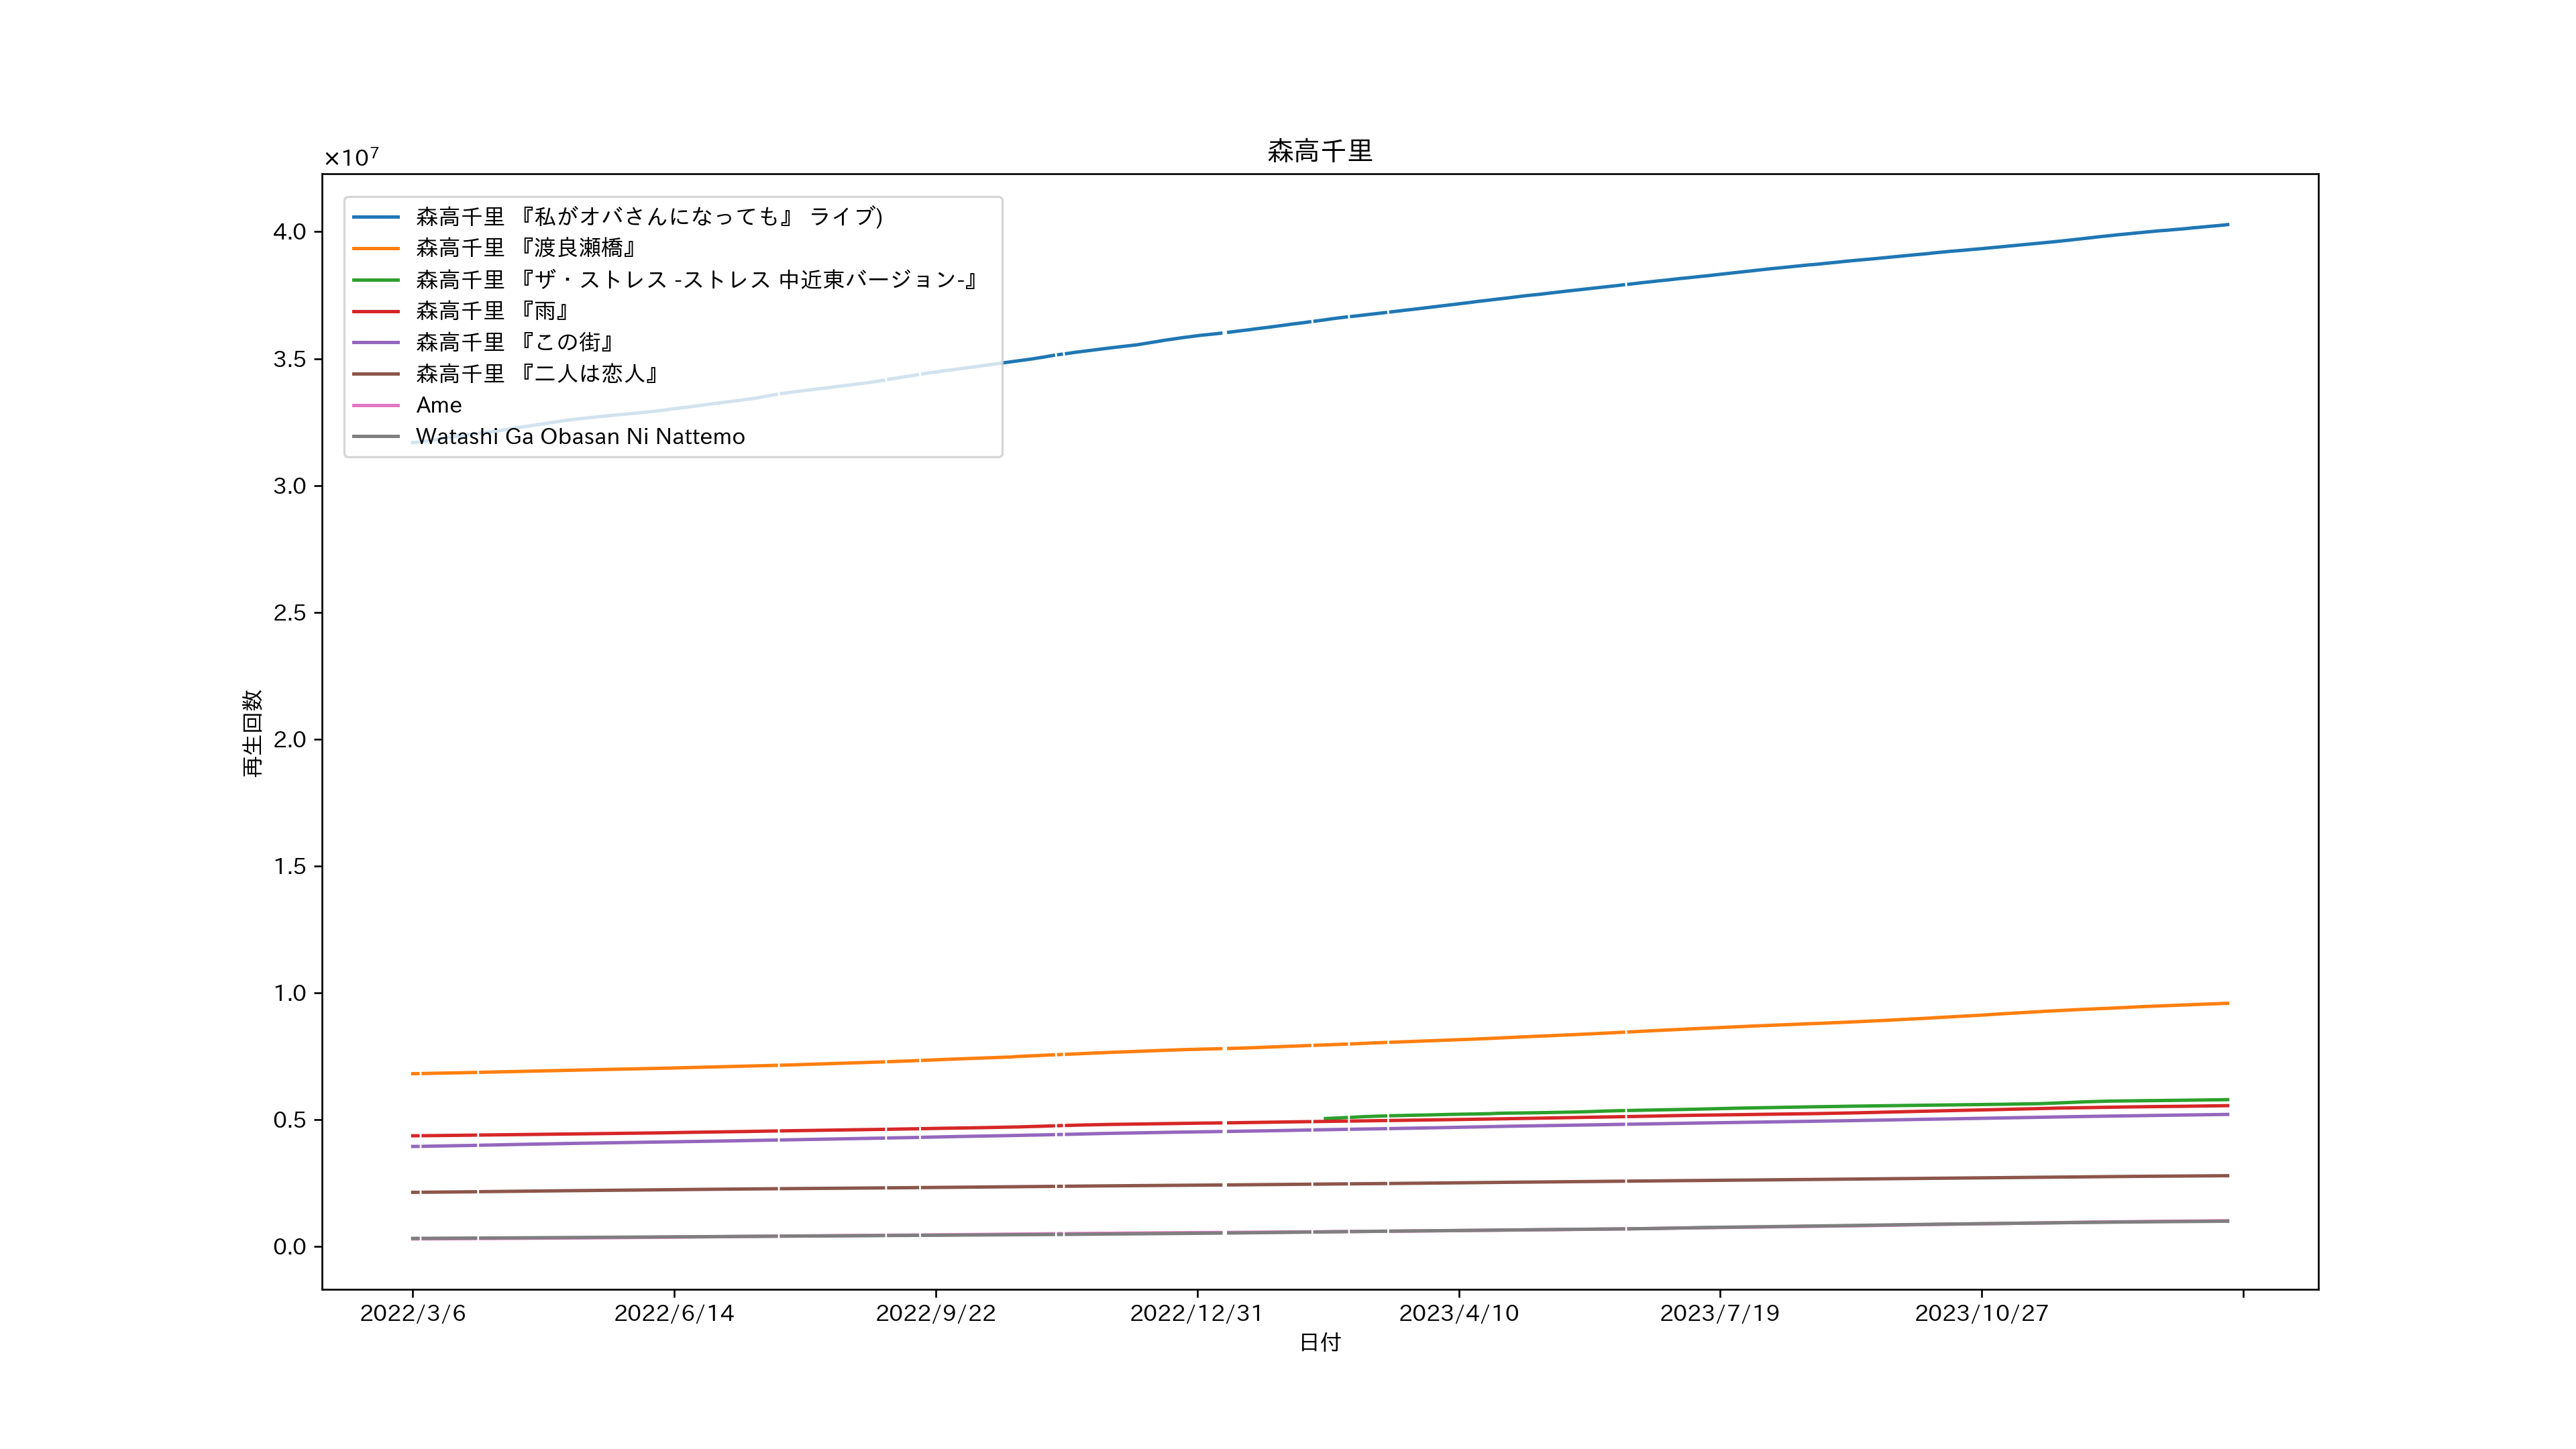 森高千里
×10⁷
森高千里 『私がオバさんになっても』 ライブ)
森高千里 『渡良瀬橋』
森高千里 『ザ・ストレス -ストレス 中近東バージョン-』
森高千里 『雨』
森高千里 『この街』
森高千里 『二人は恋人』
Ame
Watashi Ga Obasan Ni Nattemo
4.0
3.5
3.0
2.5
2.0
1.5
1.0
0.5
0.0
再生回数
2022/3/6 2022/6/14 2022/9/22 2022/12/31 2023/4/10 2023/7/19 2023/10/27
日付